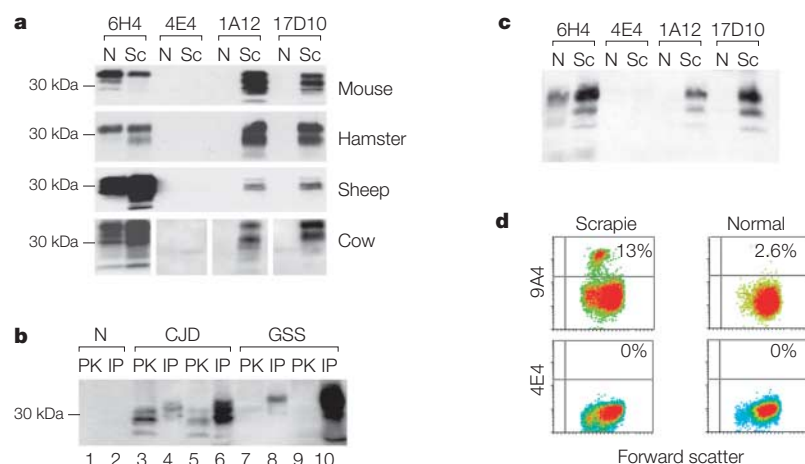 a
6H4 4E4 1A12 17D10
N Sc N Sc N Sc N Sc
30 kDa
Mouse
30 kDa
Hamster
30 kDa
Sheep
30 kDa
Cow
b
N CJD GSS
PK IP PK IP PK IP PK IP PK IP
30 kDa
1 2 3 4 5 6 7 8 9 10
c
6H4 4E4 1A12 17D10
N Sc N Sc N Sc N Sc
d
Scrapie Normal
9A4
13% 2.6%
4E4
0% 0%
Forward scatter